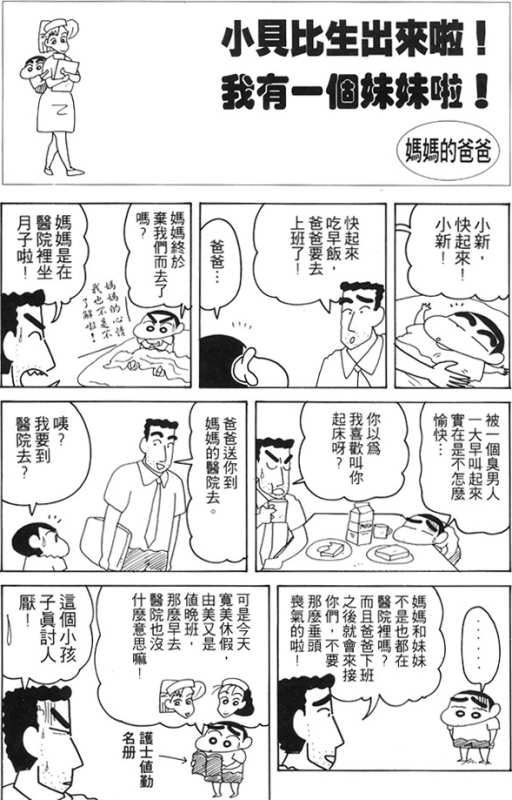 小貝比生出來啦！
我有一個妹妹啦！
媽媽的爸爸
小新，
快起來！
小新！
快起來
吃早飯，
爸爸要去
上班了！
爸爸…
媽媽終於
棄我們而去了
嗎？
媽媽的心情
我也不是不
了解啦！
媽媽是在
醫院裡坐
月子啦！
被一個臭男人
一大早叫起來
實在是不怎麼
愉快…
你以爲
我喜歡叫你
起床呀？
爸爸送你到
媽媽的醫院去。
咦？
我要到
醫院去？
．．．．．．
媽媽和妹妹
不是也都在
醫院裡嗎？
而且爸爸下班
之後就會來接
你們，不要
那麼垂頭
喪氣的啦！
可是今天
寬美休假，
由美又是
值晚班，
那麼早去
醫院也沒
什麼意思嘛！
護士值勤
名册
這個小孩
子眞討人
厭！